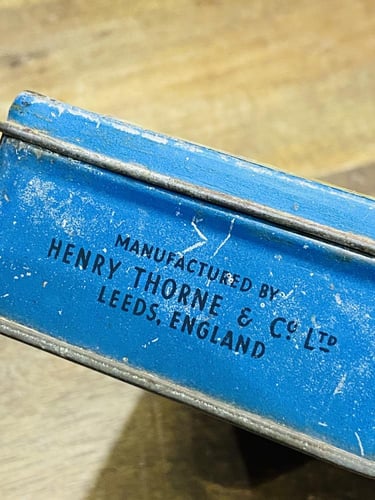 MANUFACTURED BY
HENRY THORNE & Co LTD
LEEDS, ENGLAND